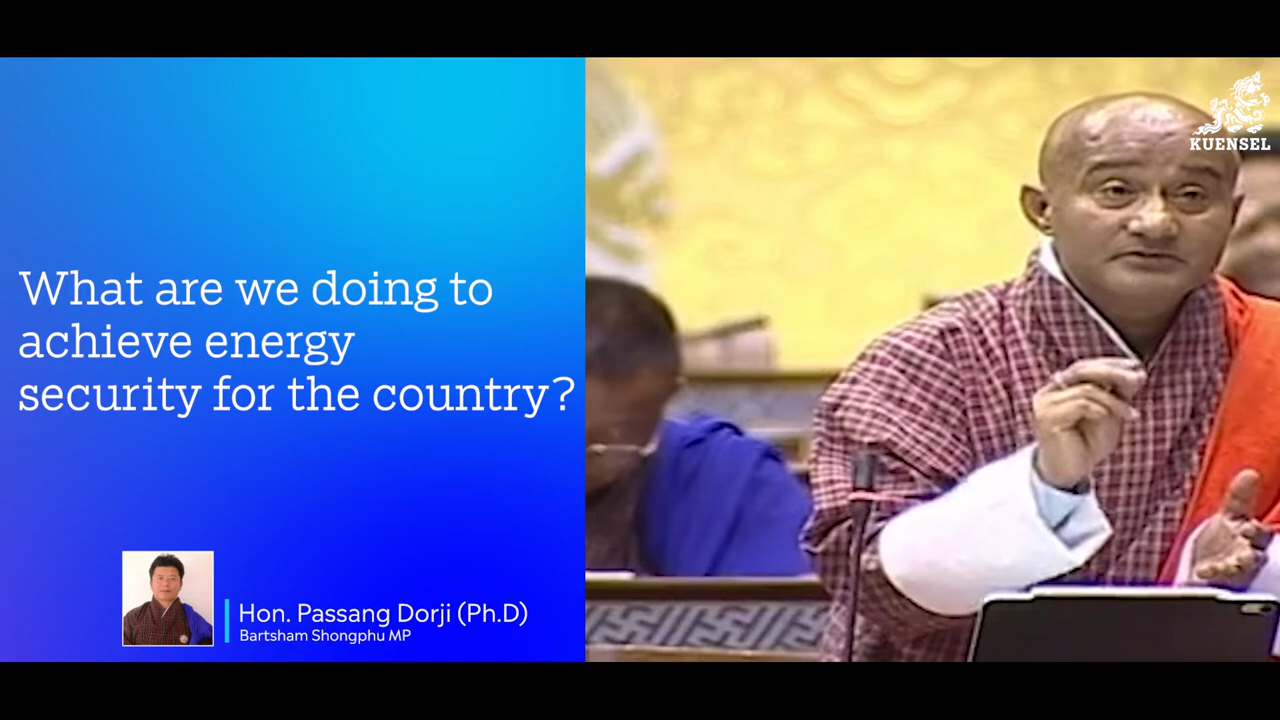 KUENSEL
What are we doing to
achieve energy
security for the country?
Hon. Passang Dorji (Ph.D)
Bartsham Shongphu MP